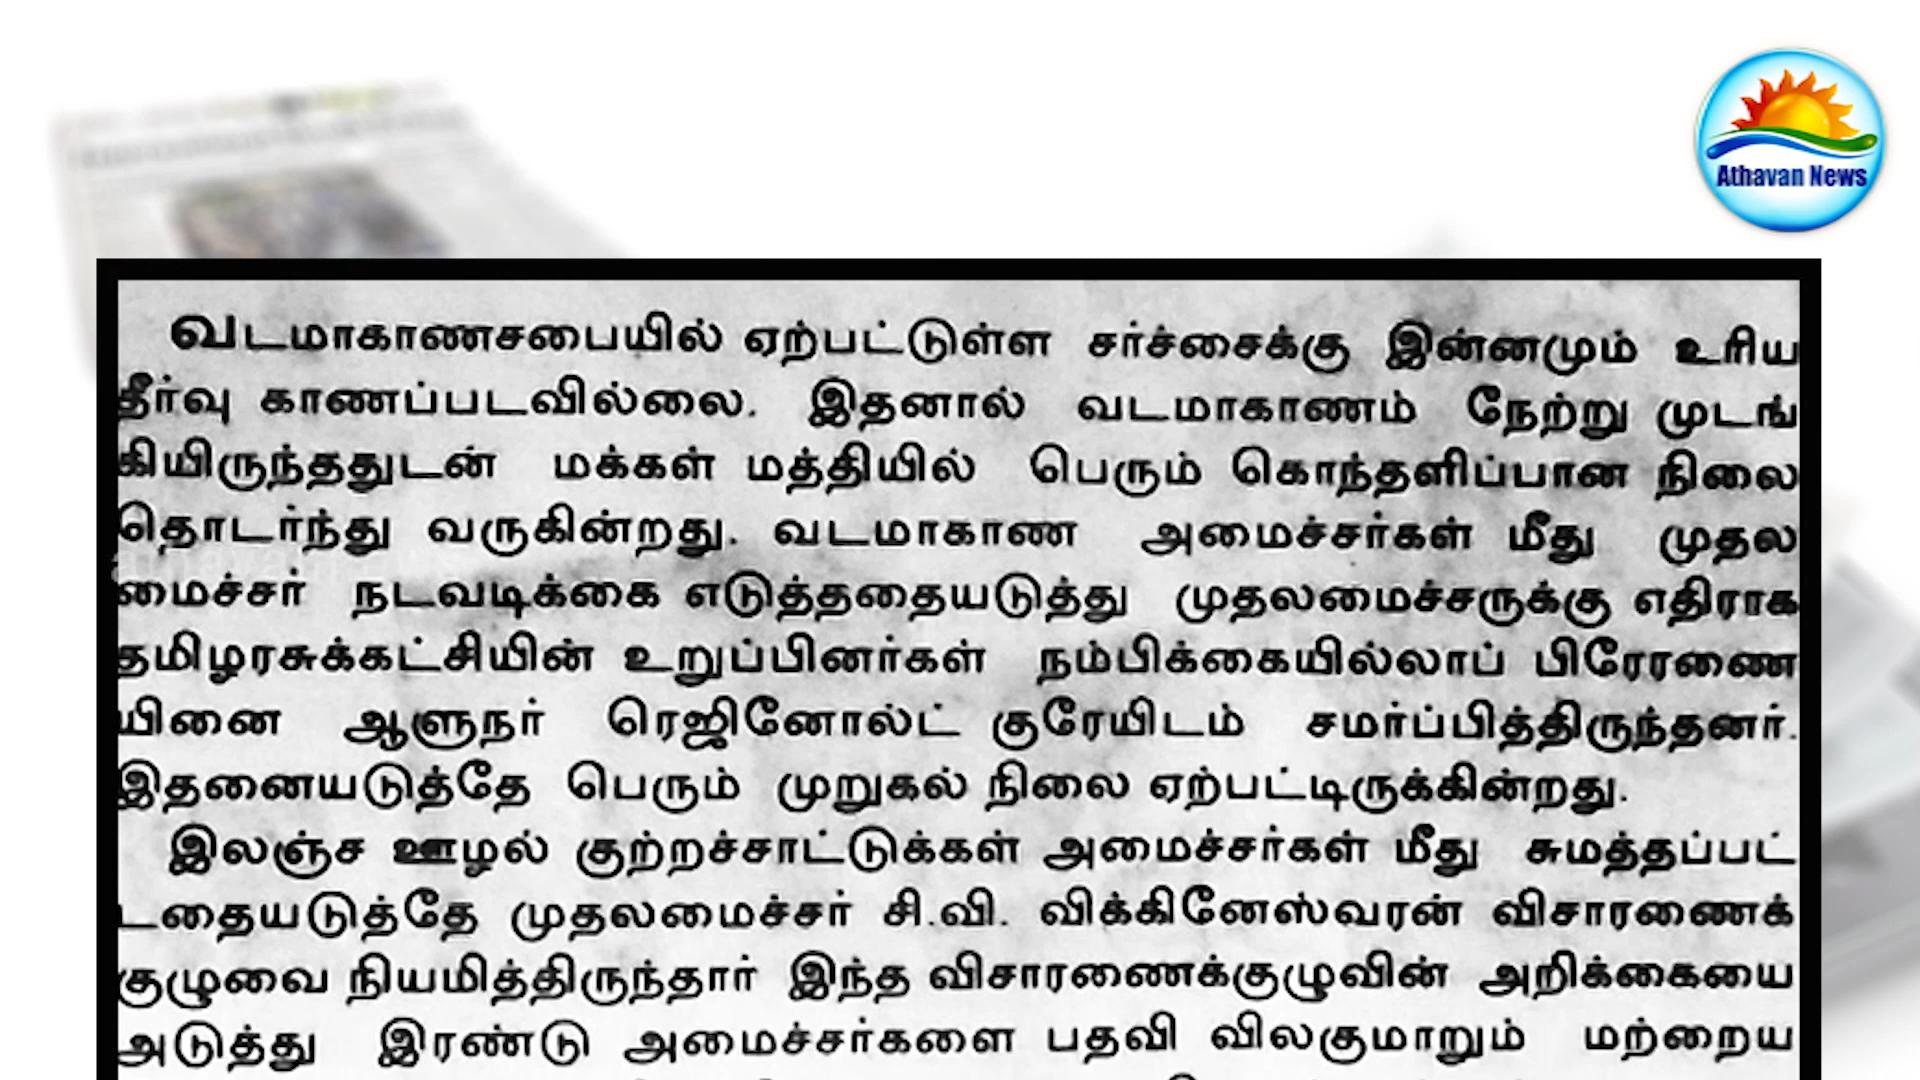 Athavan News
வடமாகாணசபையில் ஏற்பட்டுள்ள சர்ச்சைக்கு இன்னமும் உரிய
தீர்வு காணப்படவில்லை. இதனால் வடமாகாணம் நேற்று முடங்
கியிருந்ததுடன் மக்கள் மத்தியில் பெரும் கொந்தளிப்பான நிலை
தொடர்ந்து வருகின்றது. வடமாகாண அமைச்சர்கள் மீது முதல
மைச்சர் நடவடிக்கை எடுத்ததையடுத்து முதலமைச்சருக்கு எதிராக
தமிழரசுக்கட்சியின் உறுப்பினர்கள் நம்பிக்கையில்லாப் பிரேரணை
யினை ஆளுநர் ரெஜினோல்ட் குரேயிடம் சமர்ப்பித்திருந்தனர்.
இதனையடுத்தே பெரும் முறுகல் நிலை ஏற்பட்டிருக்கின்றது.
இலஞ்ச ஊழல் குற்றச்சாட்டுக்கள் அமைச்சர்கள் மீது சுமத்தப்பட்
டதையடுத்தே முதலமைச்சர் சி.வி. விக்கினேஸ்வரன் விசாரணைக்
குழுவை நியமித்திருந்தார் இந்த விசாரணைக்குழுவின் அறிக்கையை
அடுத்து இரண்டு அமைச்சர்களை பதவி விலகுமாறும் மற்றைய